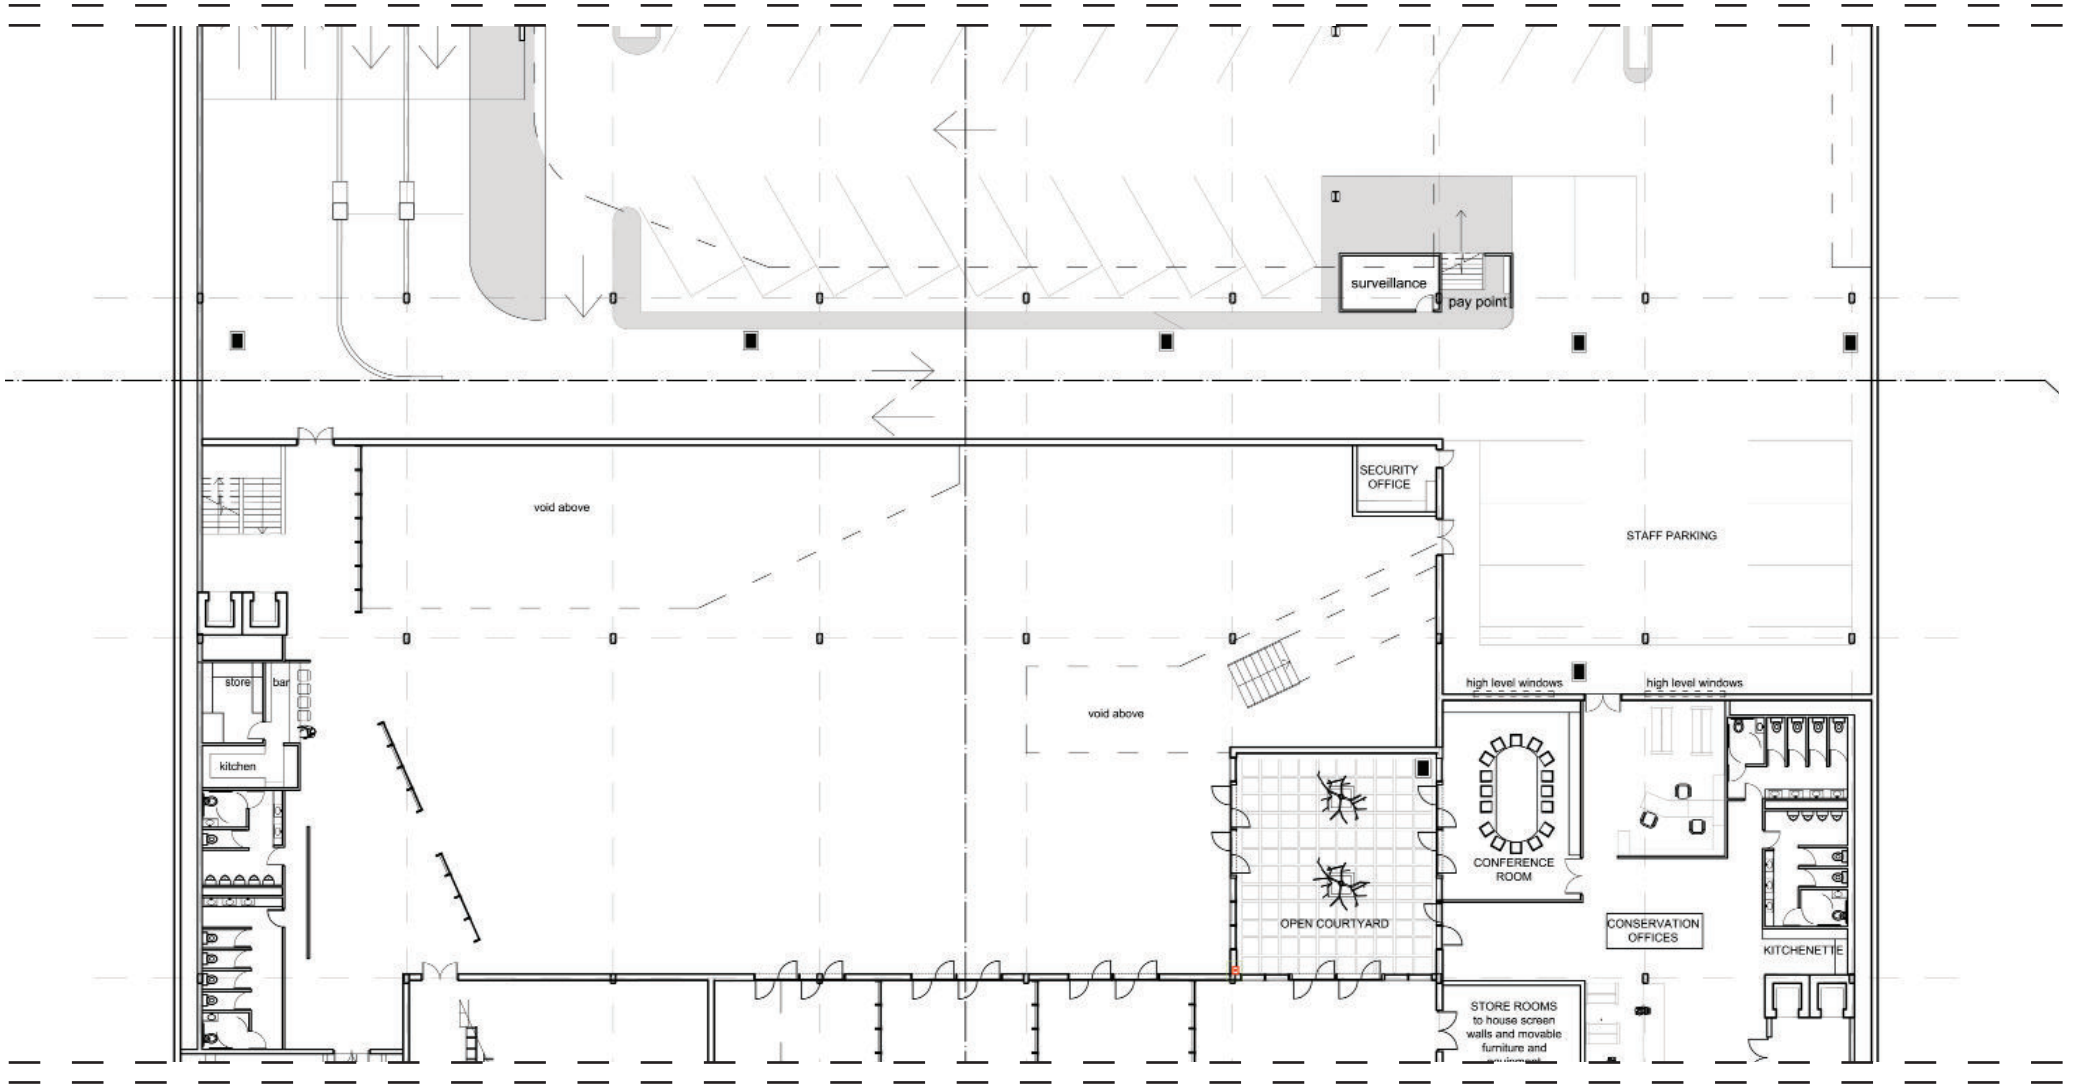 surveillance
pay point
SECURITY
OFFICE
void above
STAFF PARKING
high level windows
high level windows
store
bar
void above
kitchen
CONFERENCE
ROOM
OPEN COURTYARD
CONSERVATION
OFFICES
KITCHENETTE
STORE ROOMS
to house screen
walls and movable
furniture and
equipment